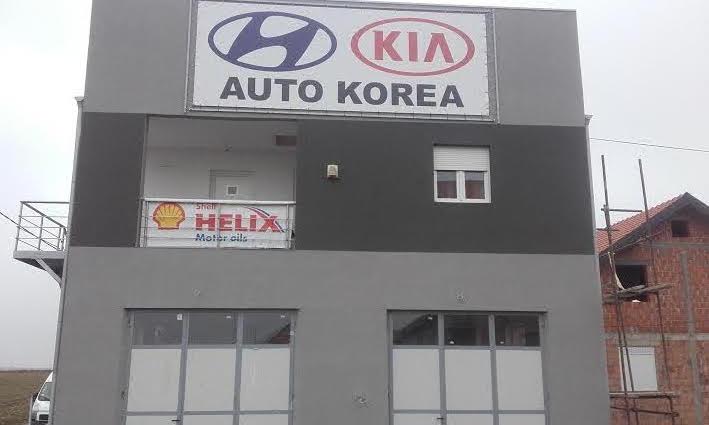 KIA
AUTO KOREA
Shell
HELIX
Motor oils